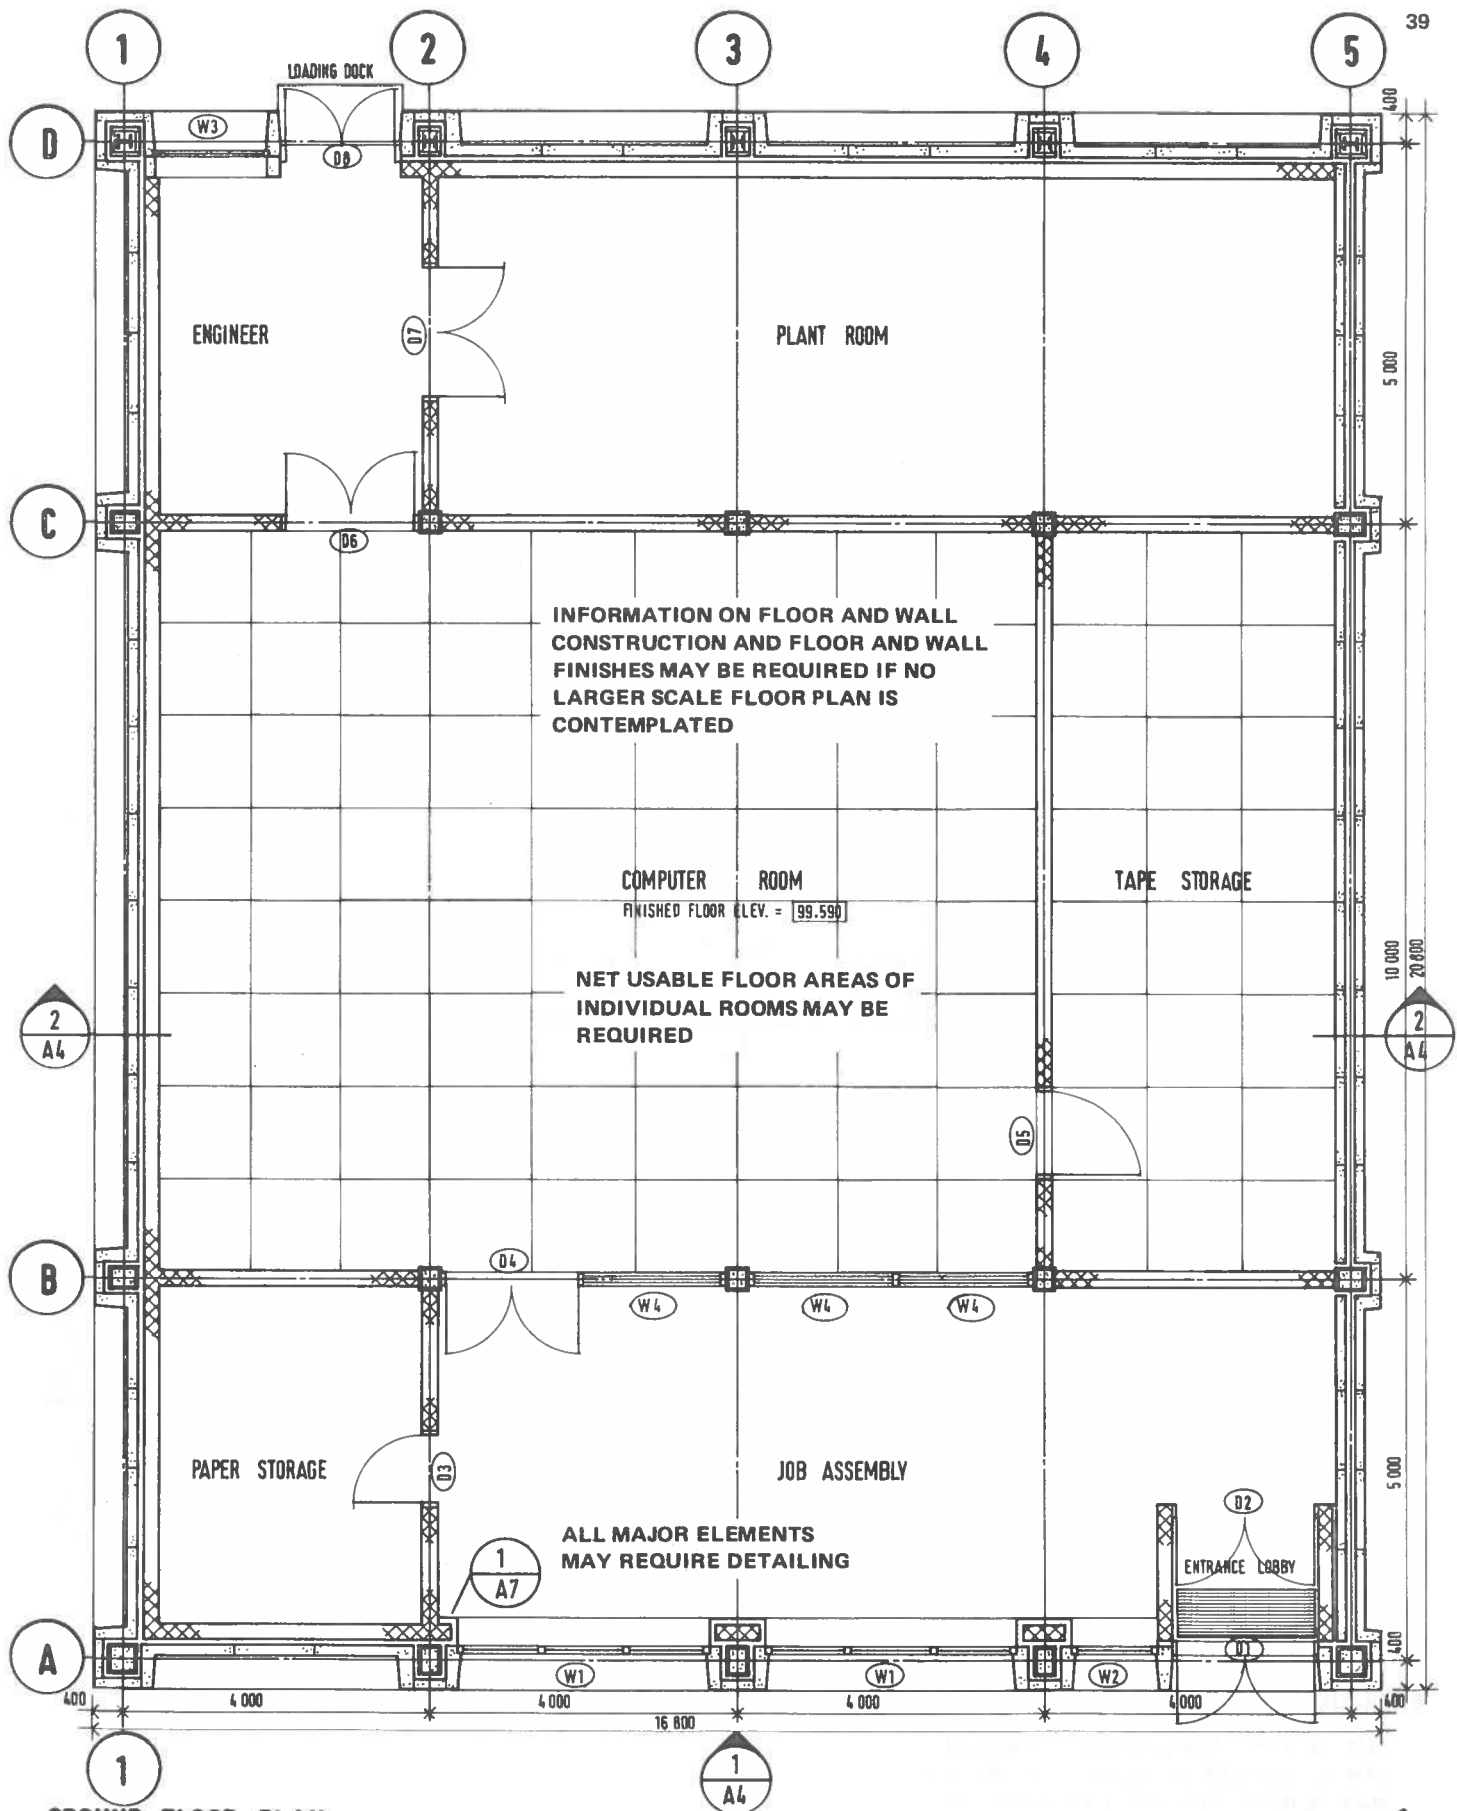 39
1 2 3 4 5
LOADING DOCK
400
W3
D
D8
ENGINEER
D7
PLANT ROOM
5 000
C
D6
INFORMATION ON FLOOR AND WALL
CONSTRUCTION AND FLOOR AND WALL
FINISHES MAY BE REQUIRED IF NO
LARGER SCALE FLOOR PLAN IS
CONTEMPLATED
COMPUTER ROOM
TAPE STORAGE
FINISHED FLOOR ELEV. = 99.590
10 000
20 800
NET USABLE FLOOR AREAS OF
INDIVIDUAL ROOMS MAY BE
REQUIRED
2
A4
2
A4
D5
B
D4
W4 W4 W4
PAPER STORAGE
D3
JOB ASSEMBLY
5 000
D2
ALL MAJOR ELEMENTS
MAY REQUIRE DETAILING
1
A7
ENTRANCE LOBBY
A
D1
400
W1 W1 W2
400 4 000 4 000 4 000 4 000 400
16 800
1
1
A4